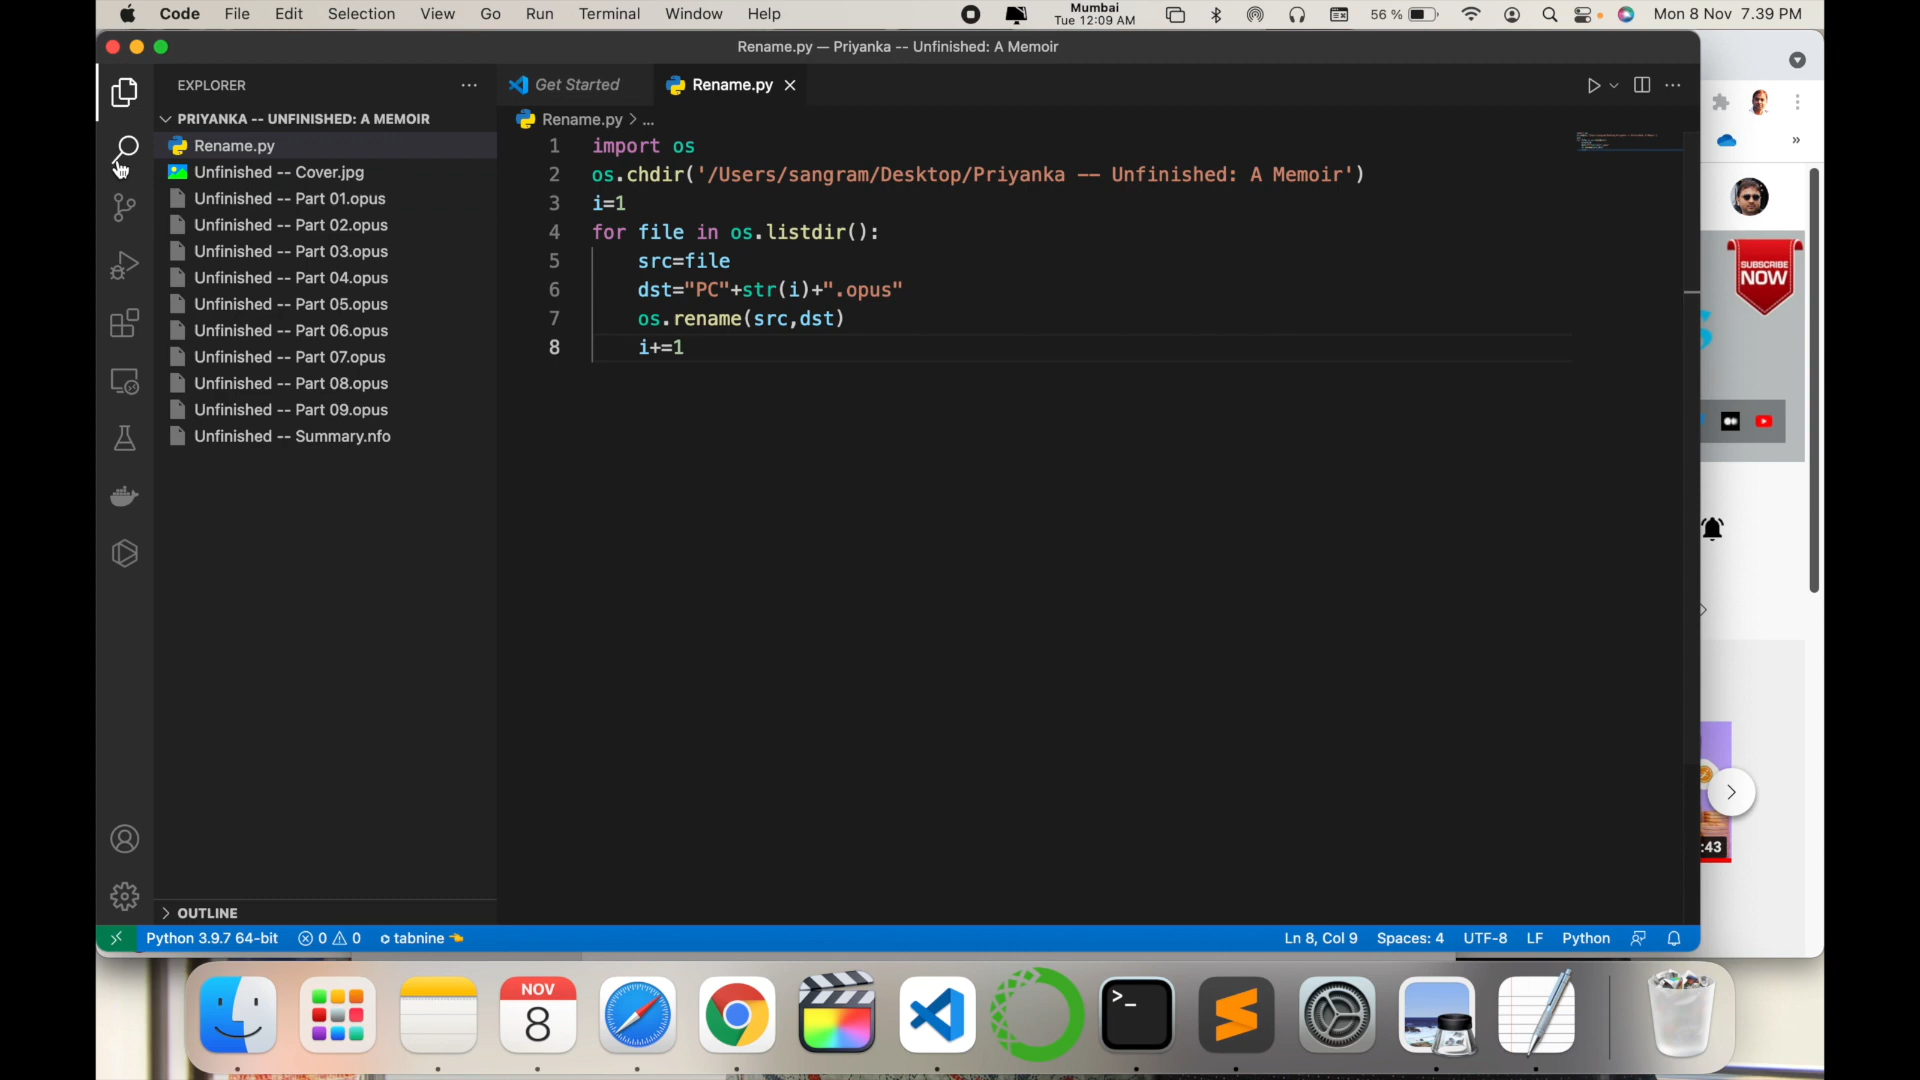 Code File Edit Selection View Go Run Terminal Window Help Mumbai Tue 12:09 AM 56 % Mon 8 Nov 7.39 PM
Rename.py — Priyanka -- Unfinished: A Memoir
EXPLORER
Get Started
Rename.py
PRIYANKA -- UNFINISHED: A MEMOIR
Rename.py > ...
Rename.py
Unfinished -- Cover.jpg
Unfinished -- Part 01.opus
Unfinished -- Part 02.opus
Unfinished -- Part 03.opus
Unfinished -- Part 04.opus
Unfinished -- Part 05.opus
Unfinished -- Part 06.opus
Unfinished -- Part 07.opus
Unfinished -- Part 08.opus
Unfinished -- Part 09.opus
Unfinished -- Summary.nfo
1 import os
2 os.chdir('/Users/sangram/Desktop/Priyanka -- Unfinished: A Memoir')
3 i=1
4 for file in os.listdir():
5 src=file
6 dst="PC"+str(i)+".opus"
7 os.rename(src,dst)
8 i+=1
SUBSCRIBE
NOW
:43
OUTLINE
Python 3.9.7 64-bit 0 0 tabnine Ln 8, Col 9 Spaces: 4 UTF-8 LF Python
NOV
8
>_